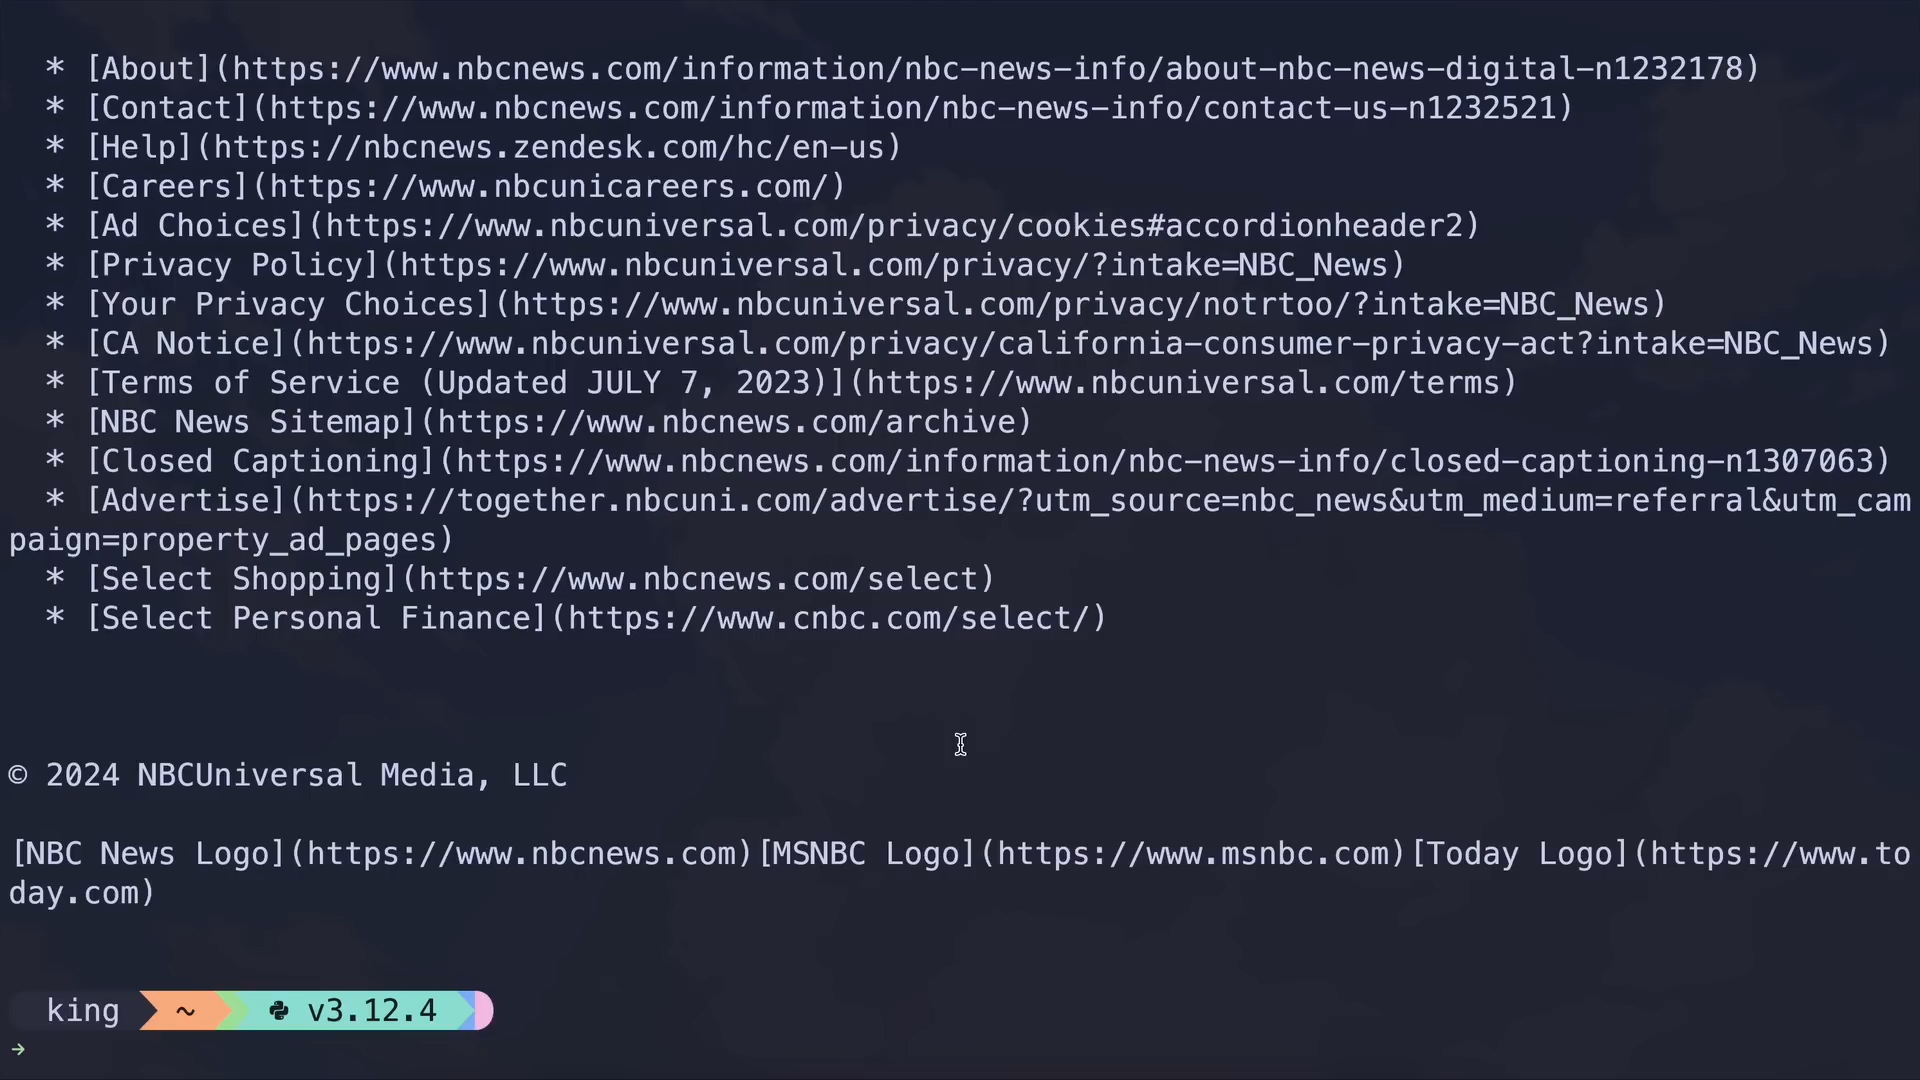 * [About](https://www.nbcnews.com/information/nbc-news-info/about-nbc-news-digital-n1232178)
* [Contact](https://www.nbcnews.com/information/nbc-news-info/contact-us-n1232521)
* [Help](https://nbcnews.zendesk.com/hc/en-us)
* [Careers](https://www.nbcunicareers.com/)
* [Ad Choices](https://www.nbcuniversal.com/privacy/cookies#accordionheader2)
* [Privacy Policy](https://www.nbcuniversal.com/privacy/?intake=NBC_News)
* [Your Privacy Choices](https://www.nbcuniversal.com/privacy/notrtoo/?intake=NBC_News)
* [CA Notice](https://www.nbcuniversal.com/privacy/california-consumer-privacy-act?intake=NBC_News)
* [Terms of Service (Updated JULY 7, 2023)](https://www.nbcuniversal.com/terms)
* [NBC News Sitemap](https://www.nbcnews.com/archive)
* [Closed Captioning](https://www.nbcnews.com/information/nbc-news-info/closed-captioning-n1307063)
* [Advertise](https://together.nbcuni.com/advertise/?utm_source=nbc_news&utm_medium=referral&utm_cam
paign=property_ad_pages)
* [Select Shopping](https://www.nbcnews.com/select)
* [Select Personal Finance](https://www.cnbc.com/select/)
© 2024 NBCUniversal Media, LLC
[NBC News Logo](https://www.nbcnews.com)[MSNBC Logo](https://www.msnbc.com)[Today Logo](https://www.to
day.com)
king ~ v3.12.4
→